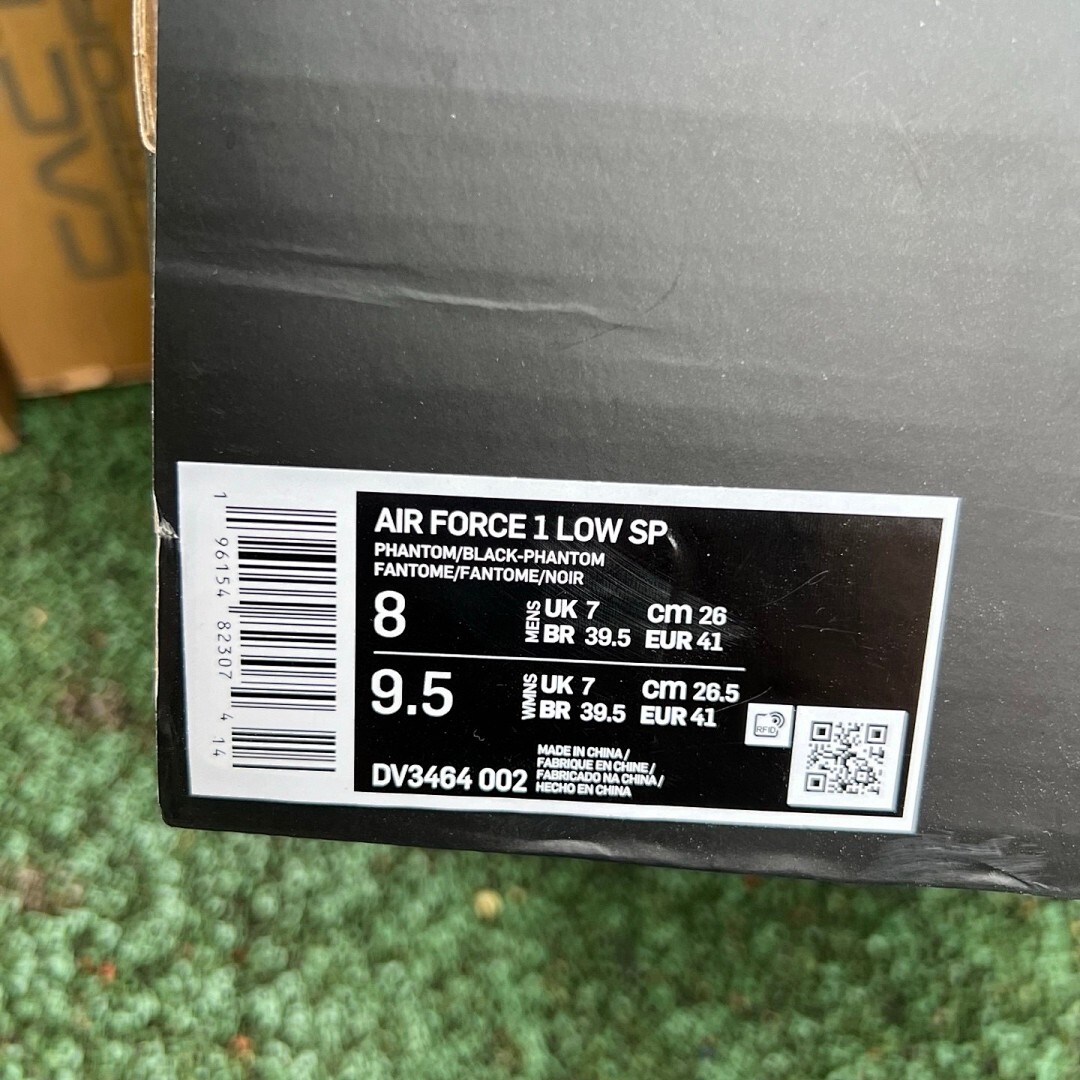 AIR FORCE 1 LOW SP
PHANTOM/BLACK-PHANTOM
FANTOME/FANTOME/NOIR
8 MENS UK 7 cm 26
BR 39.5 EUR 41
9.5 WMNS UK 7 cm 26.5
BR 39.5 EUR 41
RFID
DV3464 002
MADE IN CHINA /
FABRIQUE EN CHINE /
FABRICADO NA CHINA /
HECHO EN CHINA
1 96154 82307 4 14